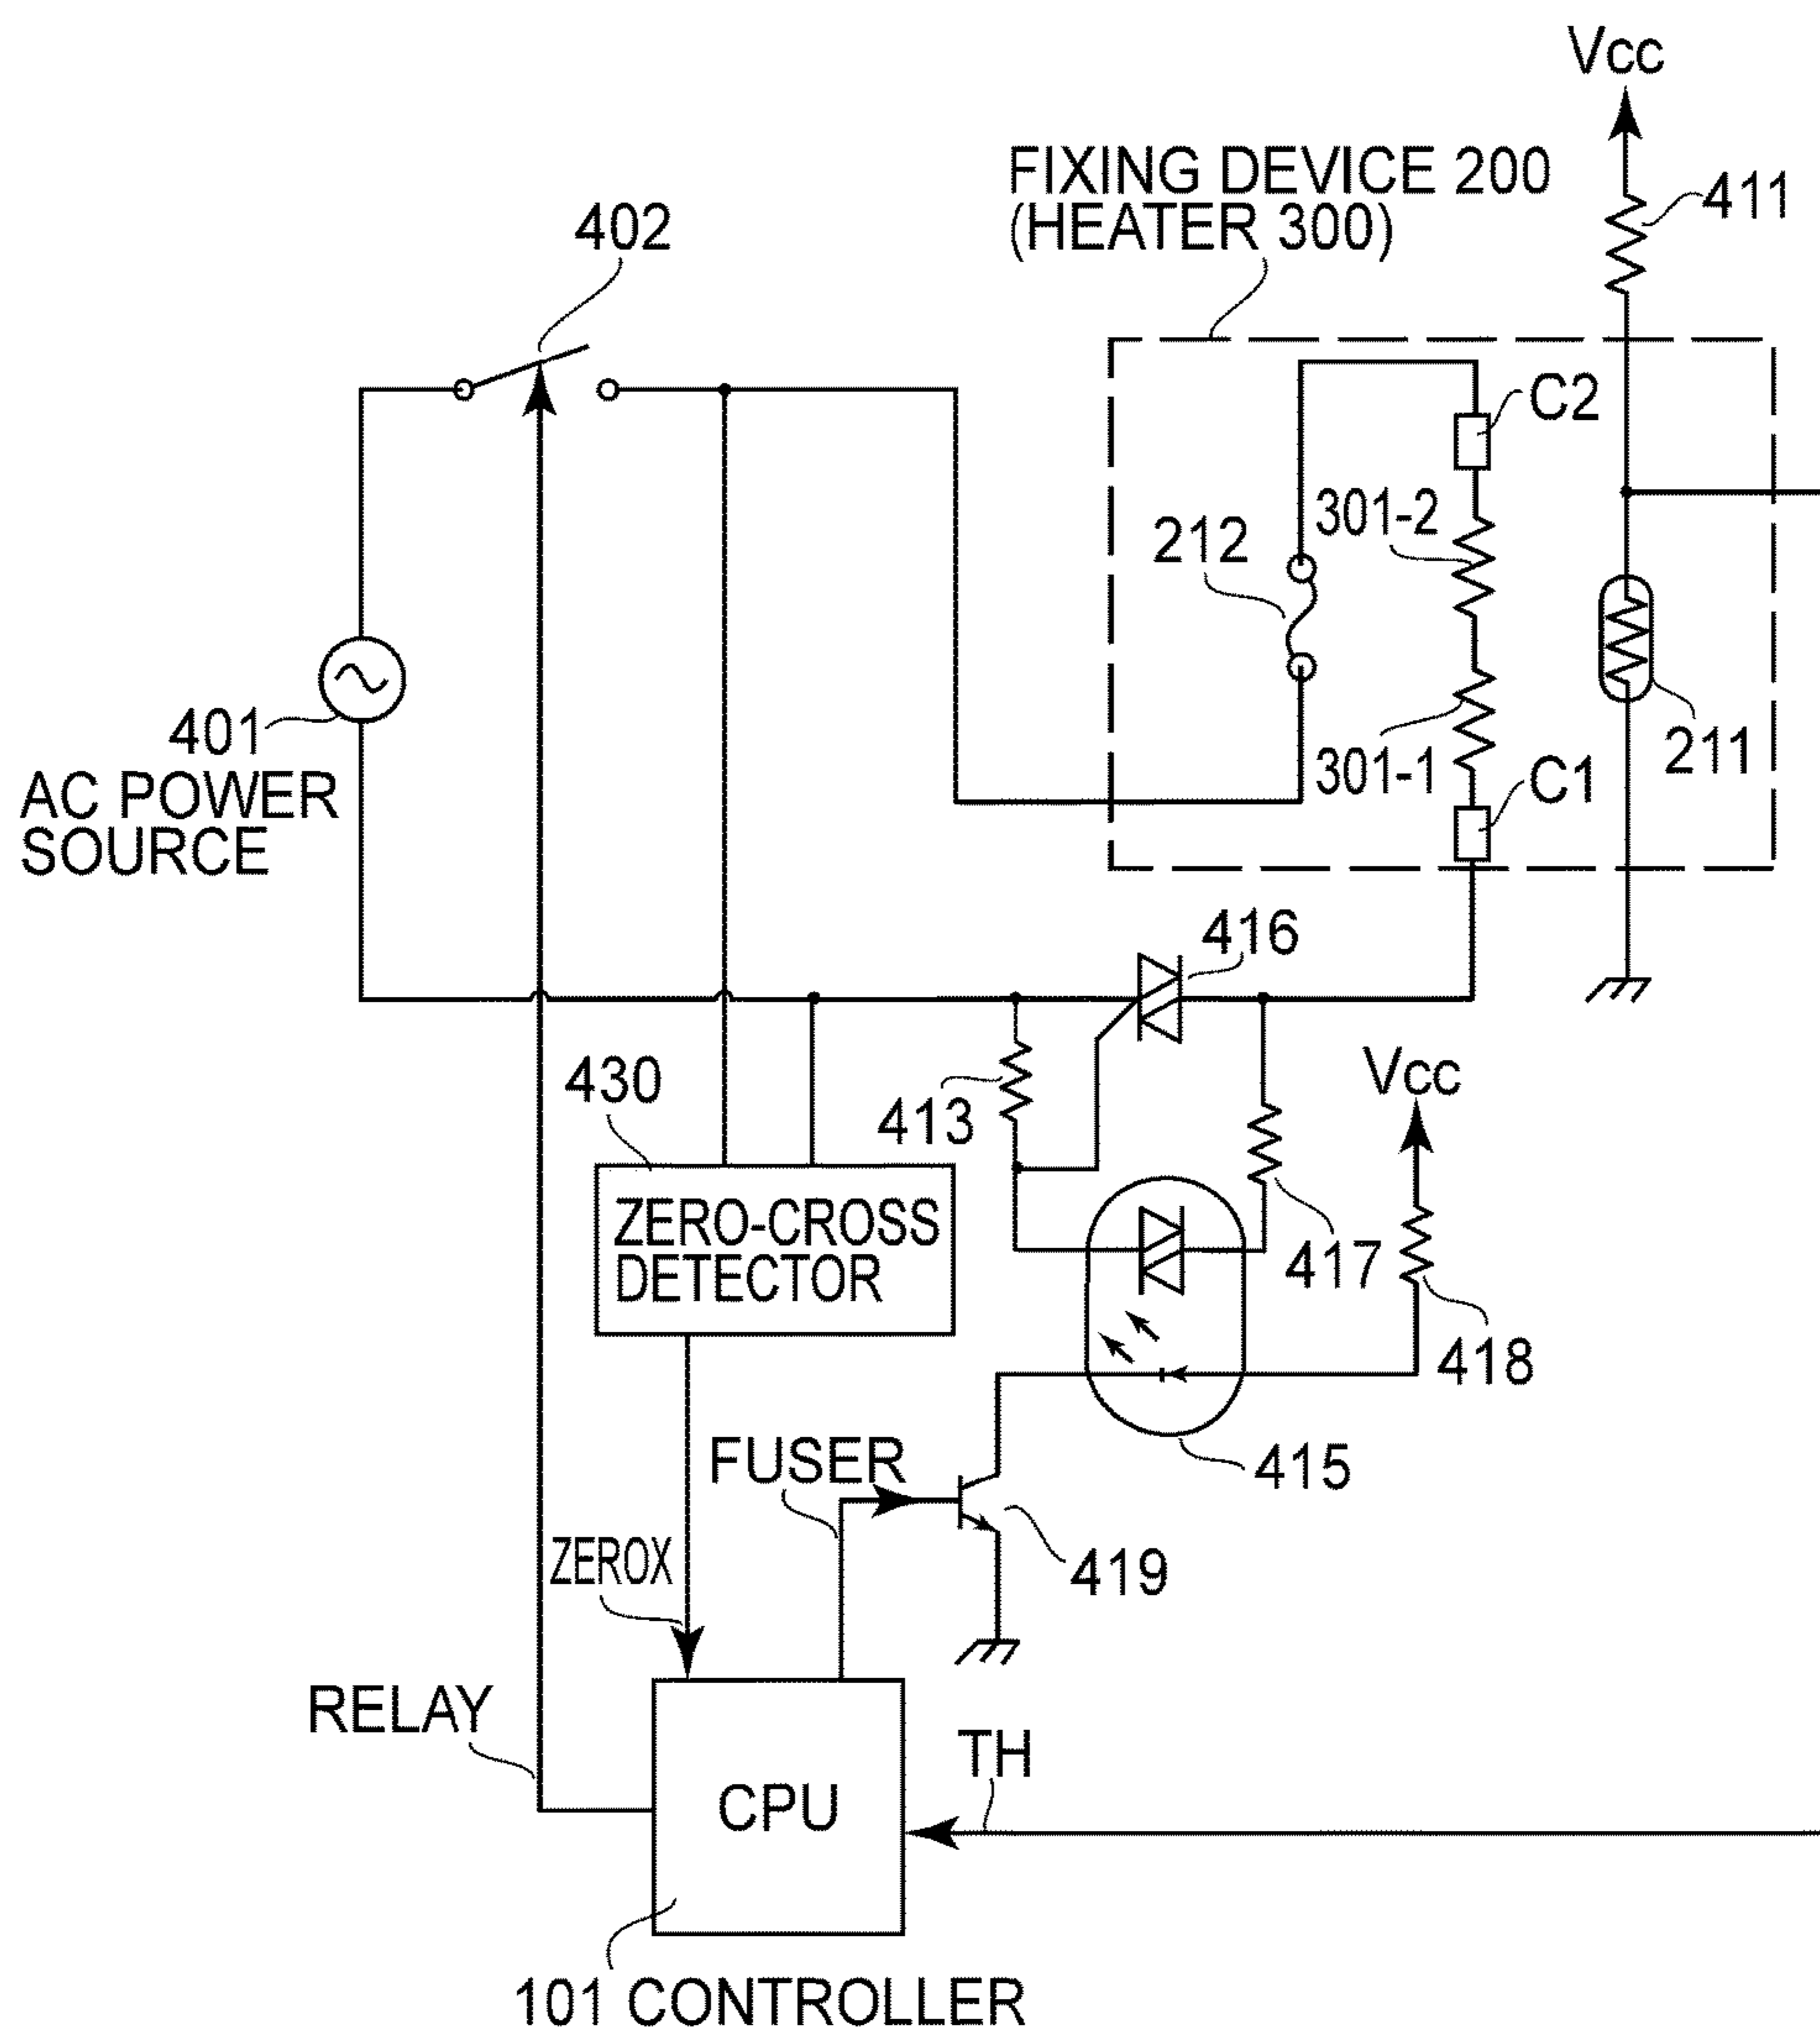 Vcc
FIXING DEVICE 200
(HEATER 300)
411
402
C2
301-2
212
401
AC POWER
SOURCE
301-1
C1
211
416
430
413
Vcc
ZERO-CROSS
DETECTOR
417
418
FUSER
415
ZEROX
419
RELAY
TH
CPU
101 CONTROLLER